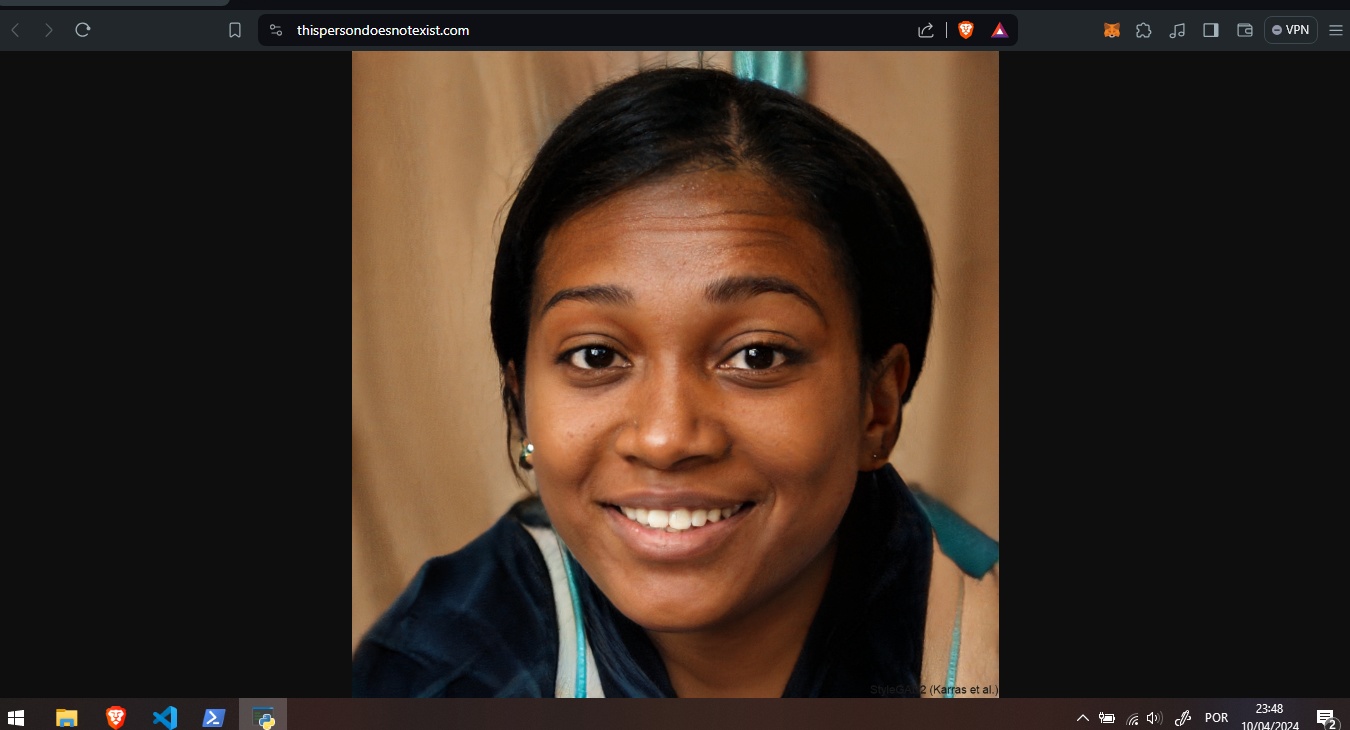 thispersondoesnotexist.com
VPN
StyleGAN2 (Karras et al.)
POR
23:48
10/04/2024
2